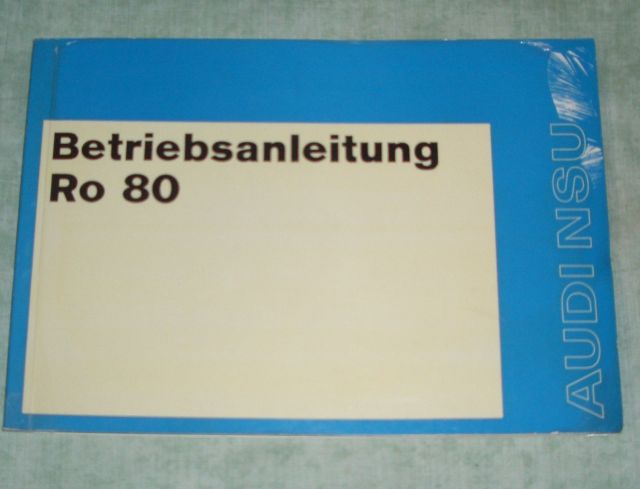 Betriebsanleitung
Ro 80
AUDI NSU